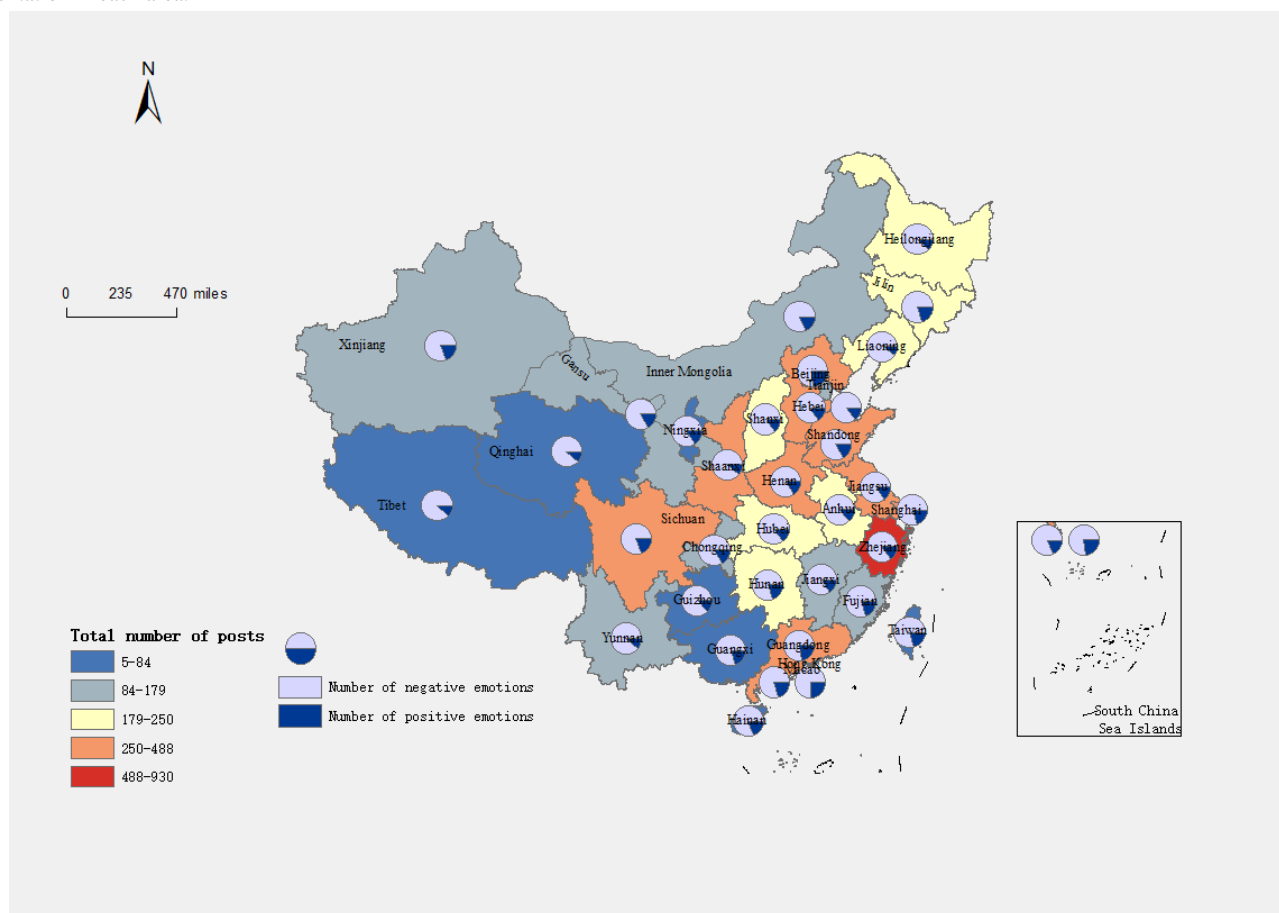 N
0 235 470 miles
Heilongjiang
Jilin
Liaoning
Xinjiang
Gansu
Inner Mongolia
Beijing
Tianjin
Hebei
Shanxi
Ningxia
Shandong
Qinghai
Shaanxi
Henan
Jiangsu
Tibet
Anhui
Shanghai
Sichuan
Hubei
Chongqing
Zhejiang
Hunan
Jiangxi
Guizhou
Fujian
Yunnan
Guangxi
Guangdong
Taiwan
Hong Kong
Macao
Hainan
Total number of posts
5-84
84-179
179-250
250-488
488-930
Number of negative emotions
Number of positive emotions
South China
Sea Islands